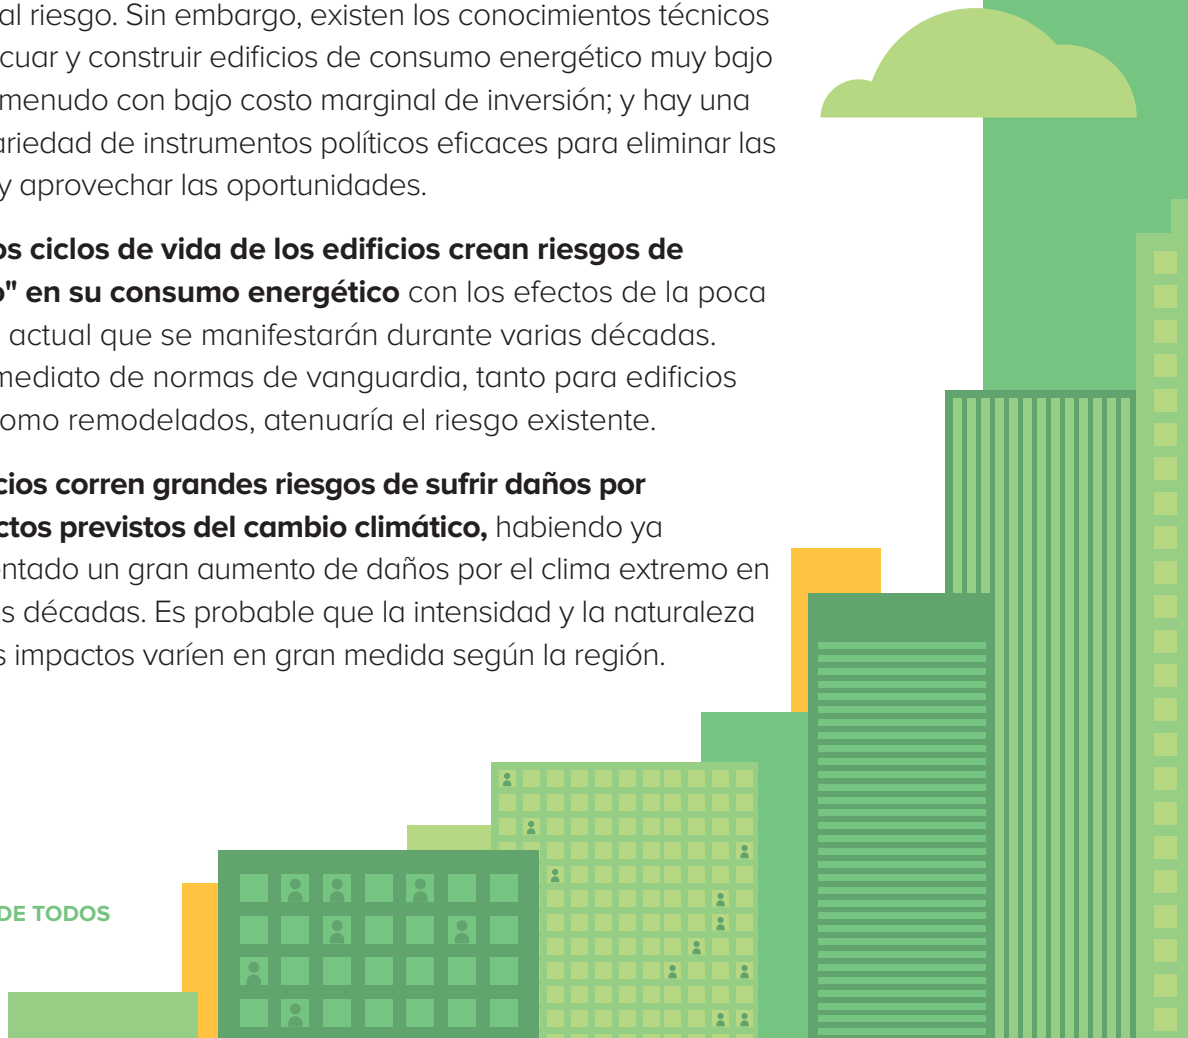 al riesgo. Sin embargo, existen los conocimientos técnicos
cuar y construir edificios de consumo energético muy bajo
menudo con bajo costo marginal de inversión; y hay una
ariedad de instrumentos políticos eficaces para eliminar las
y aprovechar las oportunidades.
os ciclos de vida de los edificios crean riesgos de
o" en su consumo energético con los efectos de la poca
actual que se manifestarán durante varias décadas.
mediato de normas de vanguardia, tanto para edificios
omo remodelados, atenuaría el riesgo existente.
cios corren grandes riesgos de sufrir daños por
ctos previstos del cambio climático, habiendo ya
ntado un gran aumento de daños por el clima extremo en
s décadas. Es probable que la intensidad y la naturaleza
s impactos varíen en gran medida según la región.
DE TODOS